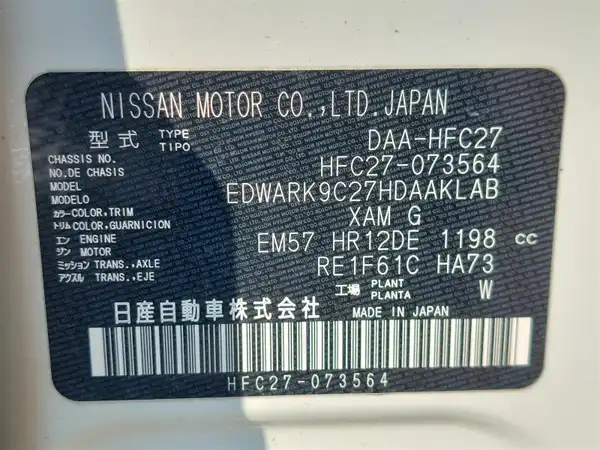 NISSAN MOTOR CO.,LTD.JAPAN
型式 TYPE TIPO DAA-HFC27
CHASSIS NO. NO.DE CHASIS HFC27-073564
MODEL MODELO EDWARK9C27HDAAKLAB
カラー COLOR,TRIM トリム COLOR,GUARNICION XAM G
エン ENGINE ジン MOTOR EM57 HR12DE 1198 cc
ミッション TRANS.,AXLE アクスル TRANS.,EJE RE1F61C HA73
工場 PLANT PLANTA W
日産自動車株式会社 MADE IN JAPAN
HFC27-073564